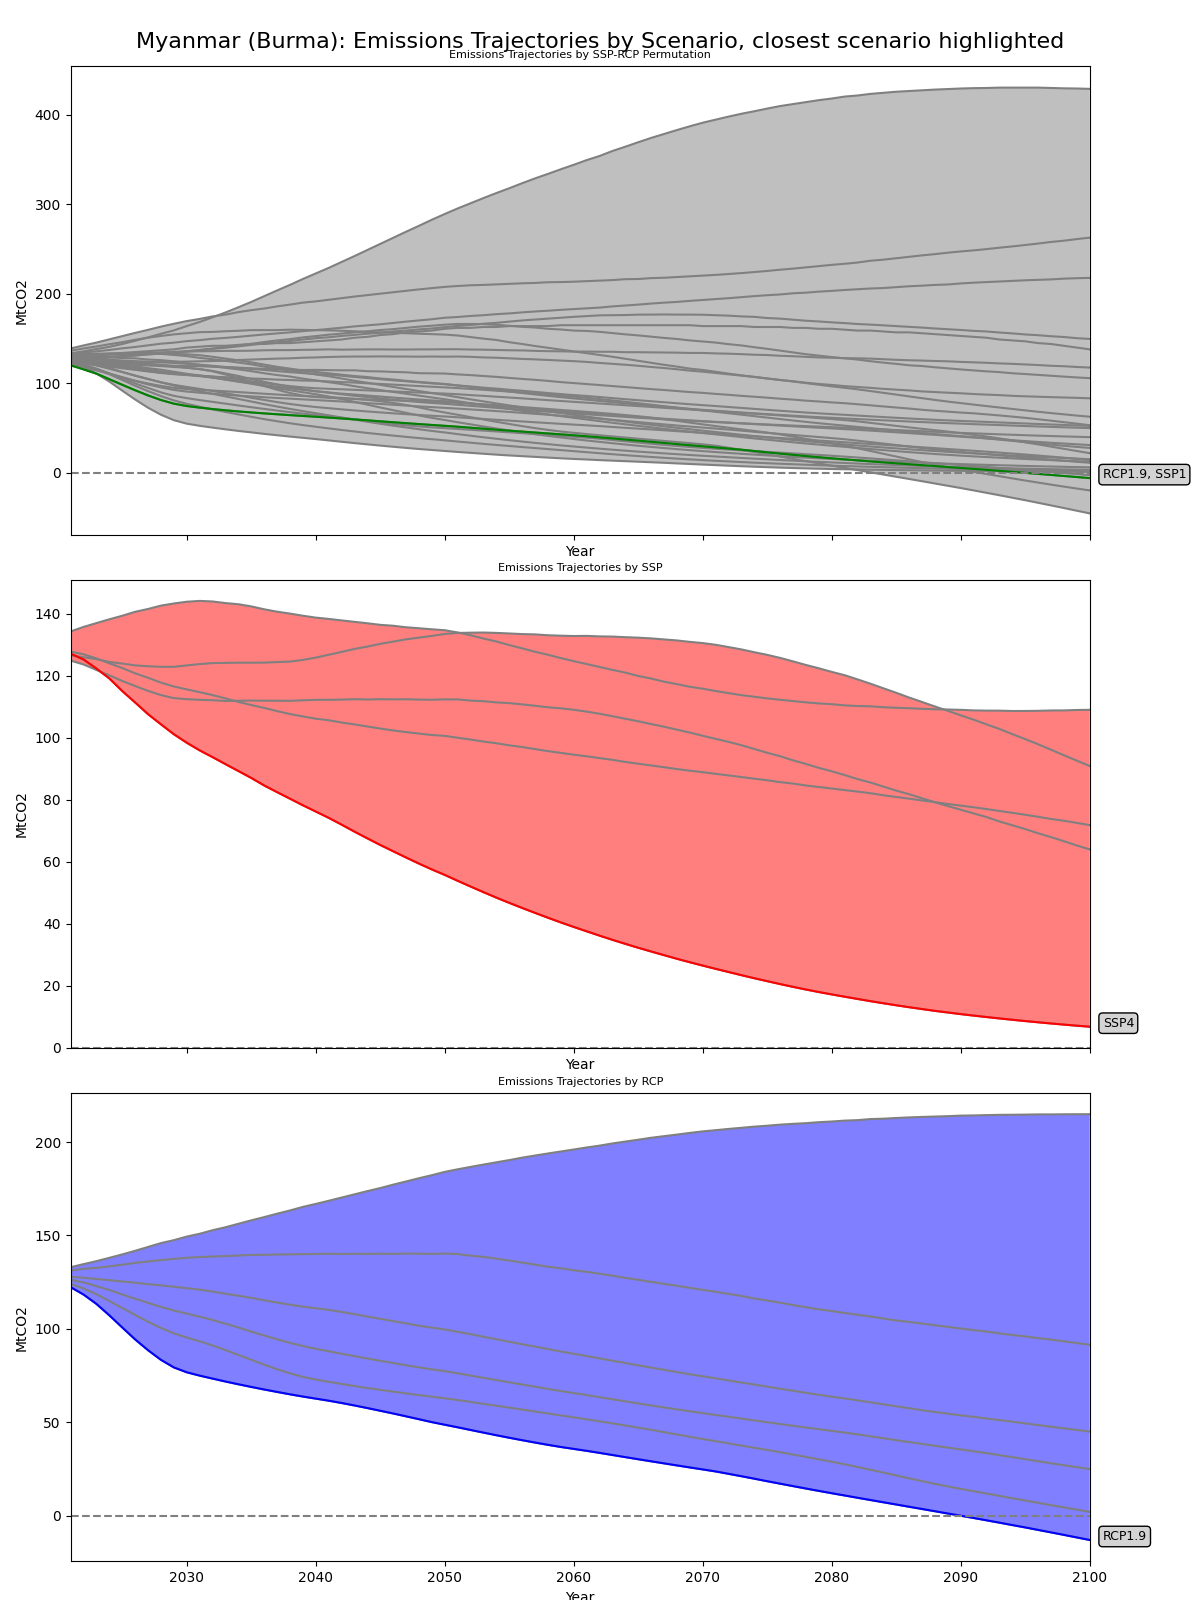 Myanmar (Burma): Emissions Trajectories by Scenario, closest scenario highlighted
Emissions Trajectories by SSP-RCP Permutation
400
300
200
100
0
MtCO2
RCP1.9, SSP1
Year
Emissions Trajectories by SSP
140
120
100
80
60
40
20
0
MtCO2
SSP4
Year
Emissions Trajectories by RCP
200
150
100
50
0
MtCO2
RCP1.9
2030 2040 2050 2060 2070 2080 2090 2100
Year